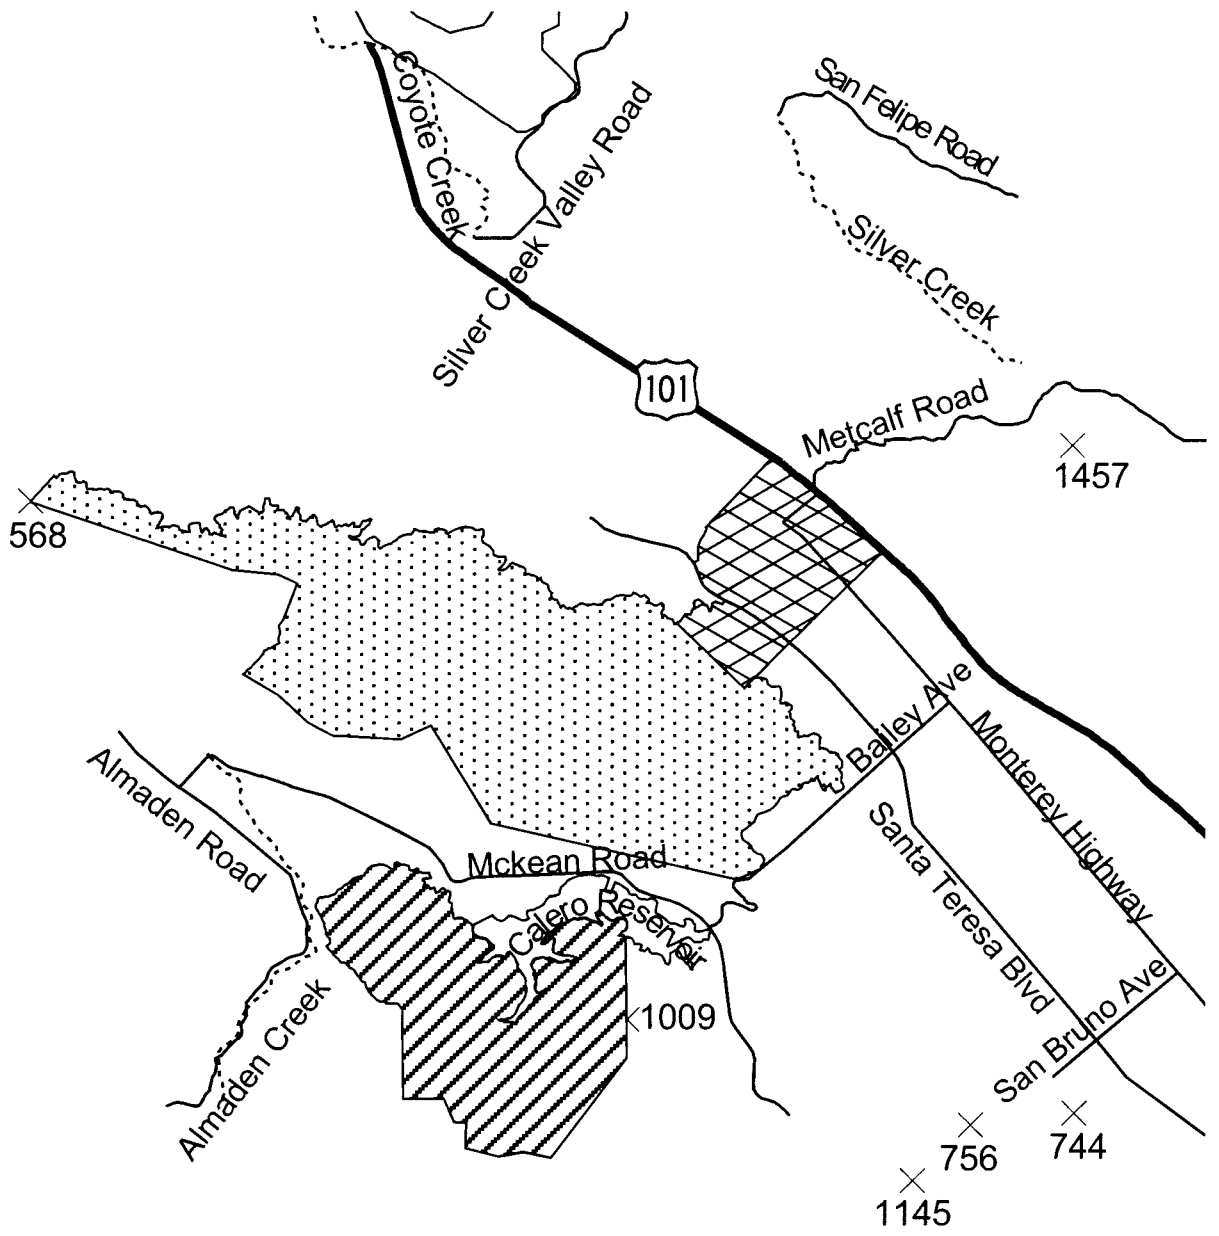 San Felipe Road
Coyote Creek
Silver Creek Valley Road
Silver Creek
101
Metcalf Road
1457
568
Bailey Ave
Monterey Highway
Almaden Road
Santa Teresa Blvd
Mckean Road
Calero Reservoir
San Bruno Ave
Almaden Creek
1009
756
744
1145